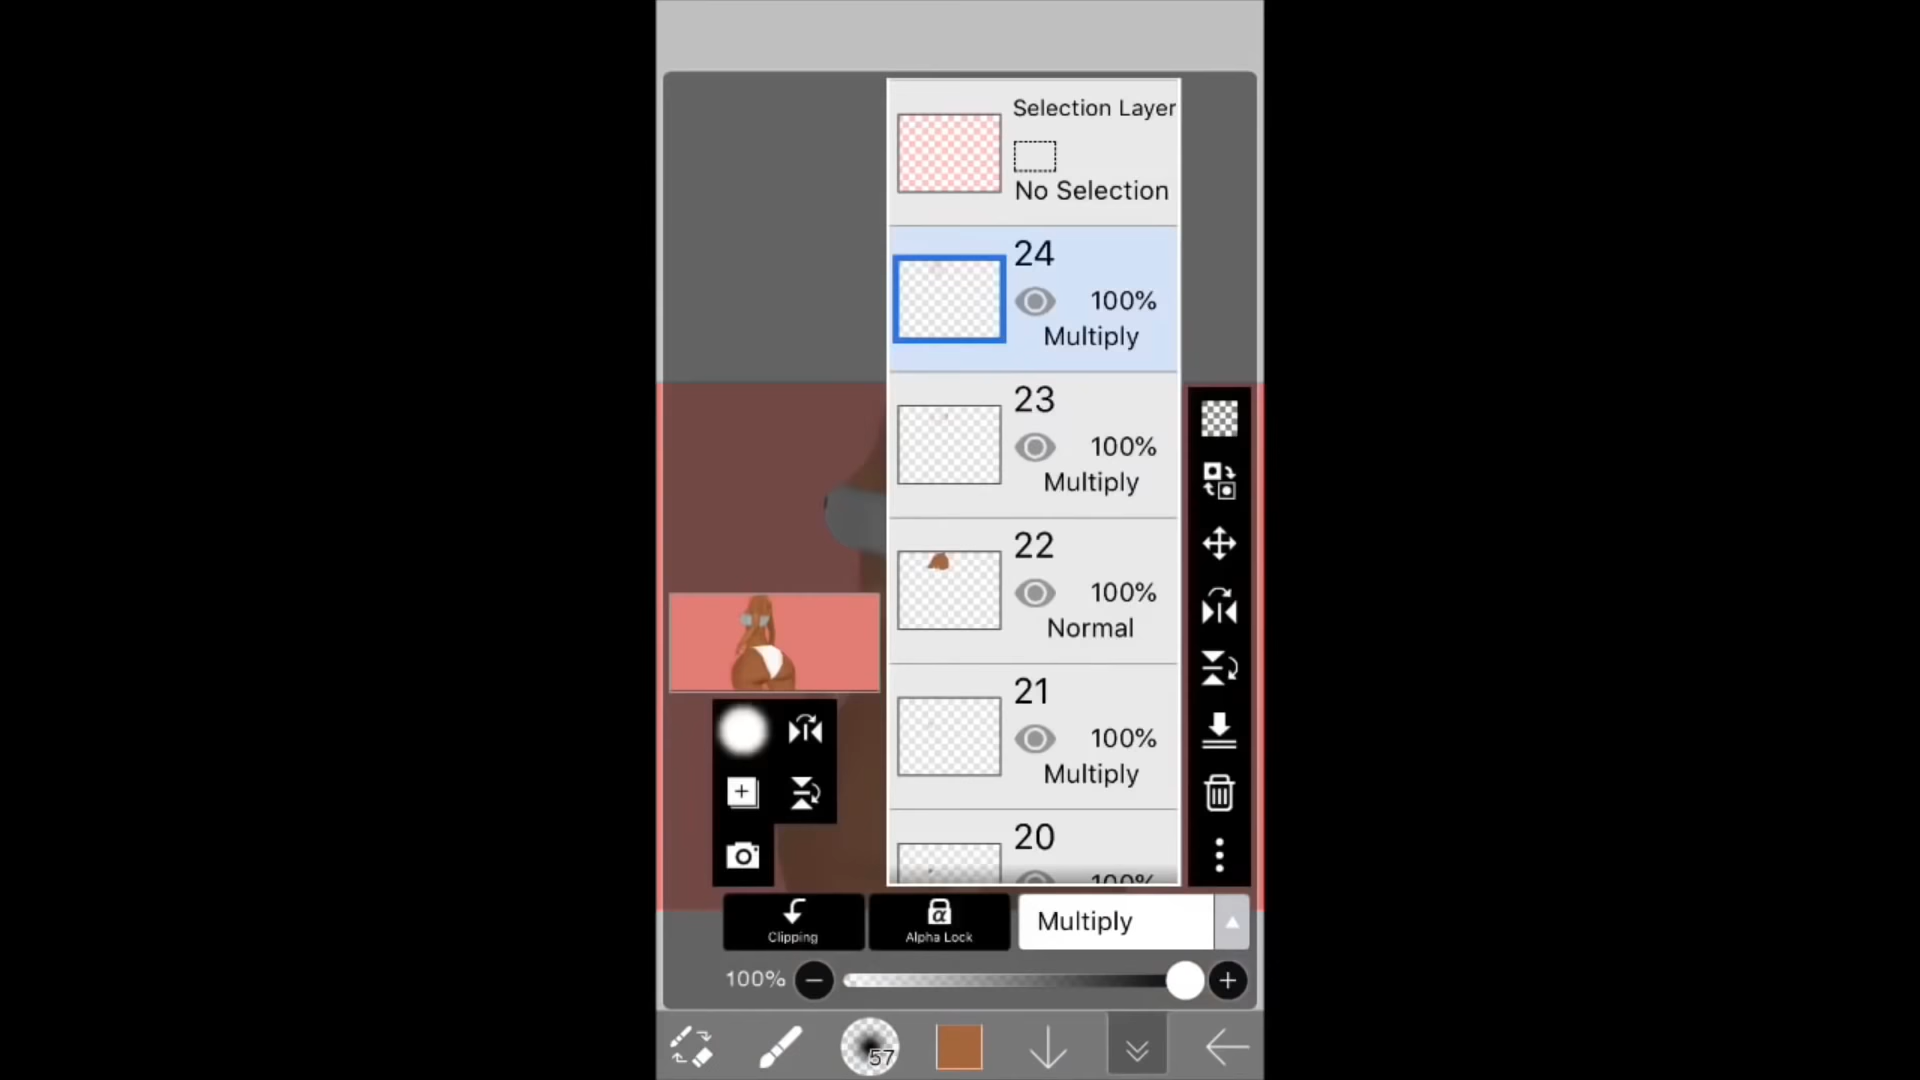 Selection Layer
No Selection
24
100%
Multiply
23
100%
Multiply
22
100%
Normal
21
100%
Multiply
20
100%
Clipping
α
Alpha Lock
Multiply
100%
57